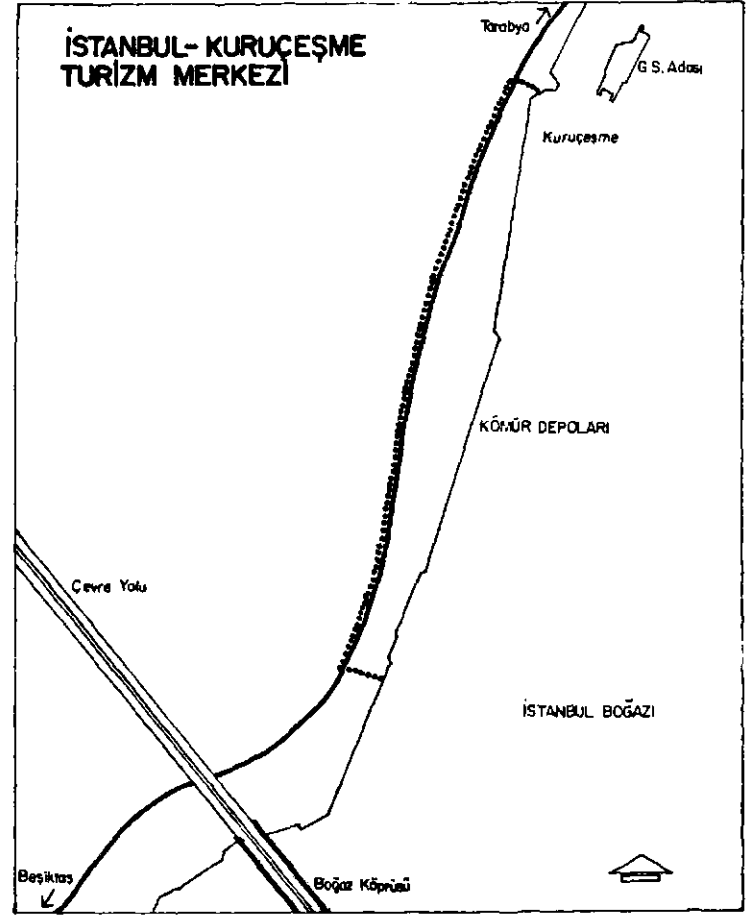 İSTANBUL-KURUÇEŞME
TURİZM MERKEZİ
Tarabya
G.S. Adası
Kuruçeşme
KÖMÜR DEPOLARI
Çevre Yolu
İSTANBUL BOĞAZI
Beşiktaş
Boğaz Köprüsü